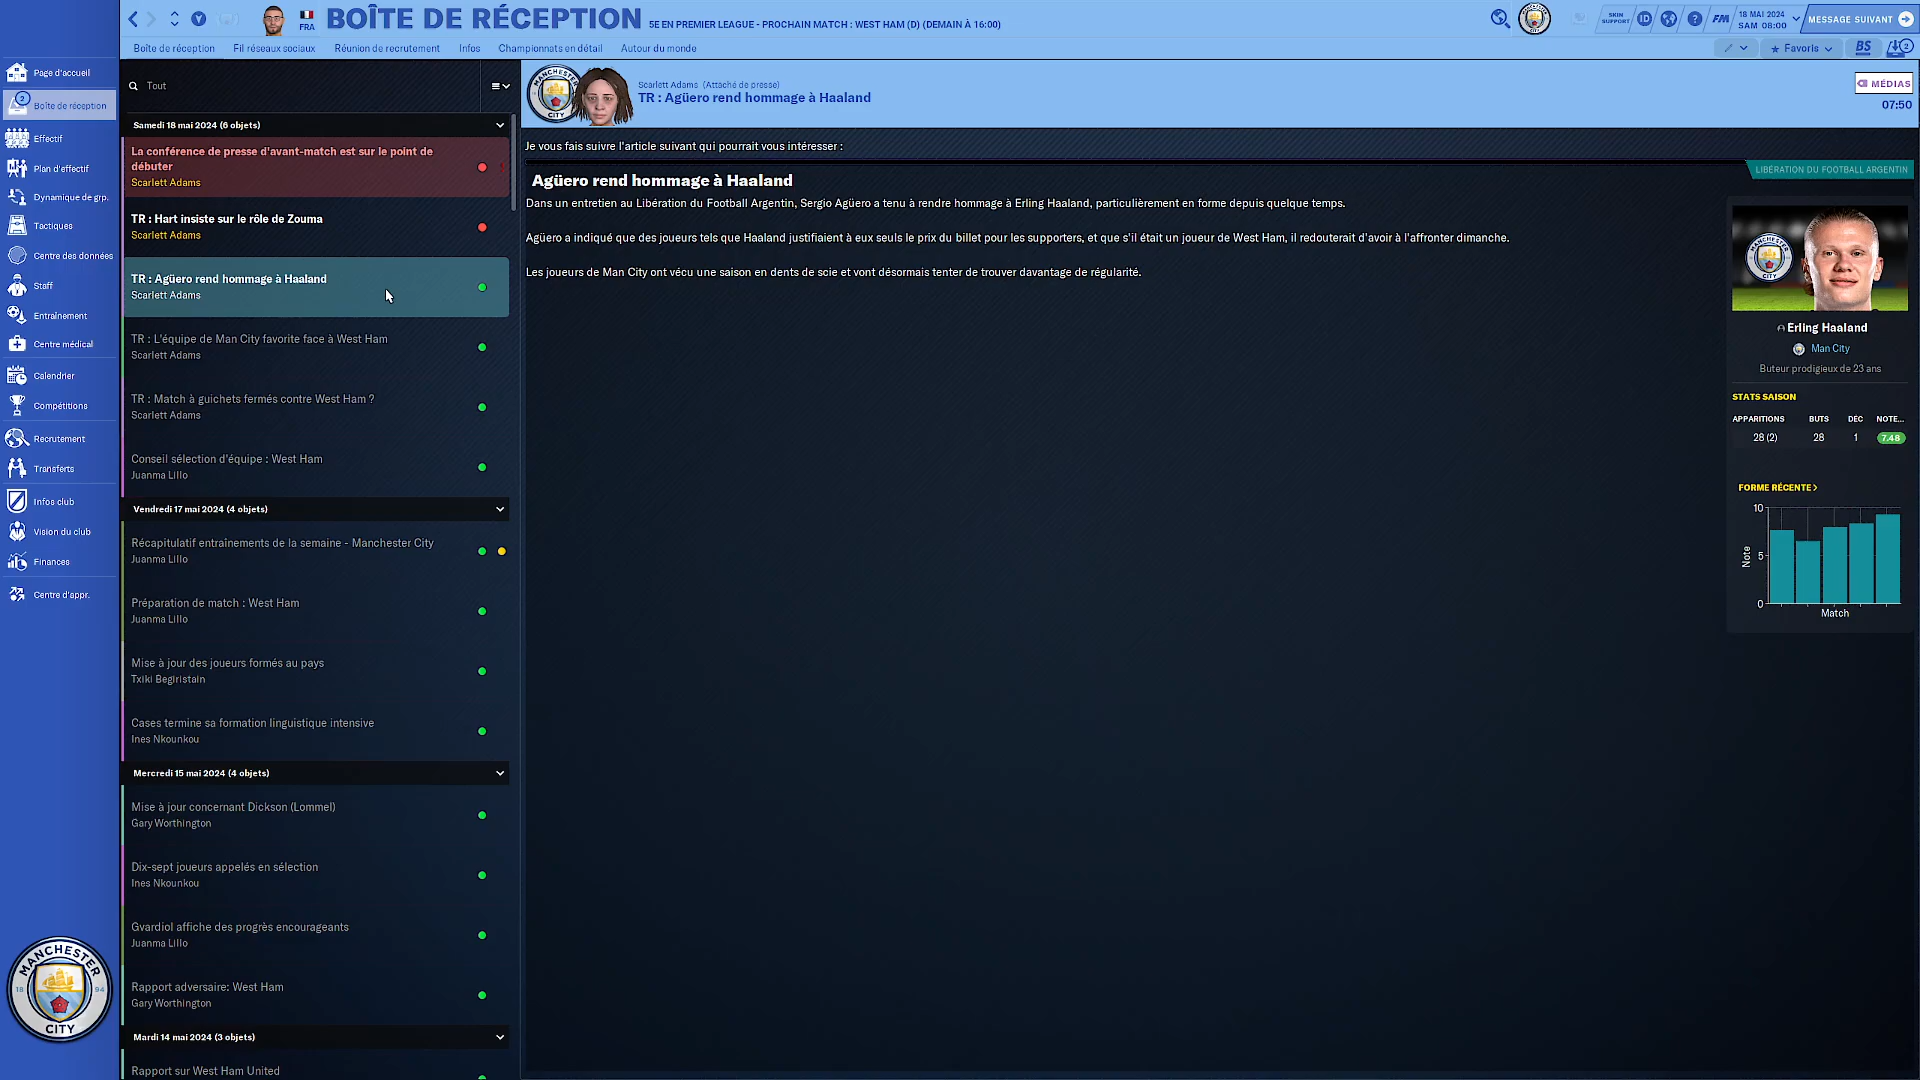 FRA
BOÎTE DE RÉCEPTION
5E EN PREMIER LEAGUE - PROCHAIN MATCH : WEST HAM (D) (DEMAIN À 16:00)
SKIN SUPPORT
ID
?
FM
18 MAI 2024
SAM 08:00
MESSAGE SUIVANT
Boîte de réception
Fil réseaux sociaux
Réunion de recrutement
Infos
Championnats en détail
Autour du monde
Favoris
BS
2
Page d'accueil
2
Boîte de réception
Effectif
Plan d'effectif
Dynamique de grp.
Tactiques
Centre des données
Staff
Entraînement
Centre médical
Calendrier
Compétitions
Recrutement
Transferts
Infos club
Vision du club
Finances
Centre d'appr.
MANCHESTER
18 94
CITY
Tout
Samedi 18 mai 2024 (6 objets)
La conférence de presse d'avant-match est sur le point de
débuter
Scarlett Adams
TR : Hart insiste sur le rôle de Zouma
Scarlett Adams
TR : Agüero rend hommage à Haaland
Scarlett Adams
TR : L'équipe de Man City favorite face à West Ham
Scarlett Adams
TR : Match à guichets fermés contre West Ham ?
Scarlett Adams
Conseil sélection d'équipe : West Ham
Juanma Lillo
Vendredi 17 mai 2024 (4 objets)
Récapitulatif entraînements de la semaine - Manchester City
Juanma Lillo
Préparation de match : West Ham
Juanma Lillo
Mise à jour des joueurs formés au pays
Txiki Begiristain
Cases termine sa formation linguistique intensive
Ines Nkounkou
Mercredi 15 mai 2024 (4 objets)
Mise à jour concernant Dickson (Lommel)
Gary Worthington
Dix-sept joueurs appelés en sélection
Ines Nkounkou
Gvardiol affiche des progrès encourageants
Juanma Lillo
Rapport adversaire: West Ham
Gary Worthington
Mardi 14 mai 2024 (3 objets)
Rapport sur West Ham United
MANCHESTER
CITY
Scarlett Adams (Attaché de presse)
TR : Agüero rend hommage à Haaland
MÉDIAS
07:50
Je vous fais suivre l'article suivant qui pourrait vous intéresser :
LIBÉRATION DU FOOTBALL ARGENTIN
Agüero rend hommage à Haaland
Dans un entretien au Libération du Football Argentin, Sergio Agüero a tenu à rendre hommage à Erling Haaland, particulièrement en forme depuis quelque temps.
Agüero a indiqué que des joueurs tels que Haaland justifiaient à eux seuls le prix du billet pour les supporters, et que s'il était un joueur de West Ham, il redouterait d'avoir à l'affronter dimanche.
Les joueurs de Man City ont vécu une saison en dents de scie et vont désormais tenter de trouver davantage de régularité.
Erling Haaland
Man City
Buteur prodigieux de 23 ans
STATS SAISON
APPARITIONS BUTS DÉC NOTE...
28 (2) 28 1 7.48
FORME RÉCENTE >
10
5
0
Note
Match